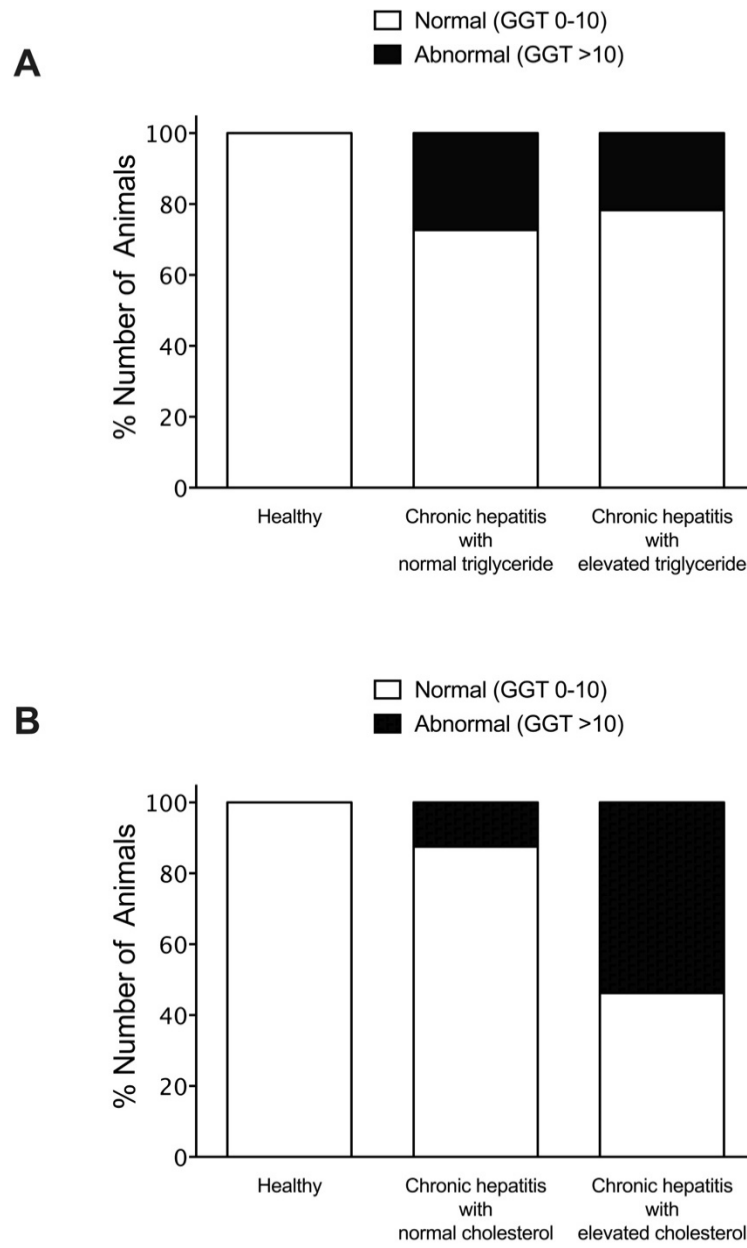 A
Normal (GGT 0-10)
Abnormal (GGT >10)
% Number of Animals
100
80
60
40
20
0
Healthy
Chronic hepatitis
with
normal triglyceride
Chronic hepatitis
with
elevated triglyceride
B
Normal (GGT 0-10)
Abnormal (GGT >10)
% Number of Animals
100
80
60
40
20
0
Healthy
Chronic hepatitis
with
normal cholesterol
Chronic hepatitis
with
elevated cholesterol